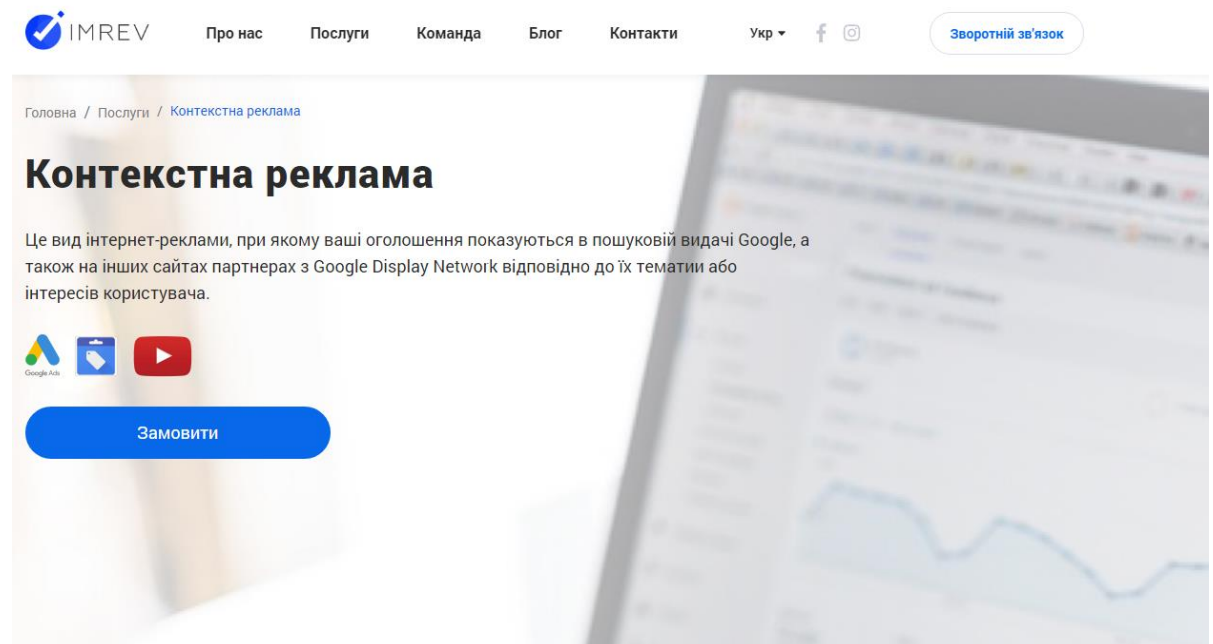 IMREV
Про нас
Послуги
Команда
Блог
Контакти
Укр
Зворотній зв'язок
Головна / Послуги / Контекстна реклама
Контекстна реклама
Це вид інтернет-реклами, при якому ваші оголошення показуються в пошуковій видачі Google, а
також на інших сайтах партнерах з Google Display Network відповідно до їх тематии або
інтересів користувача.
Google Ads
Замовити